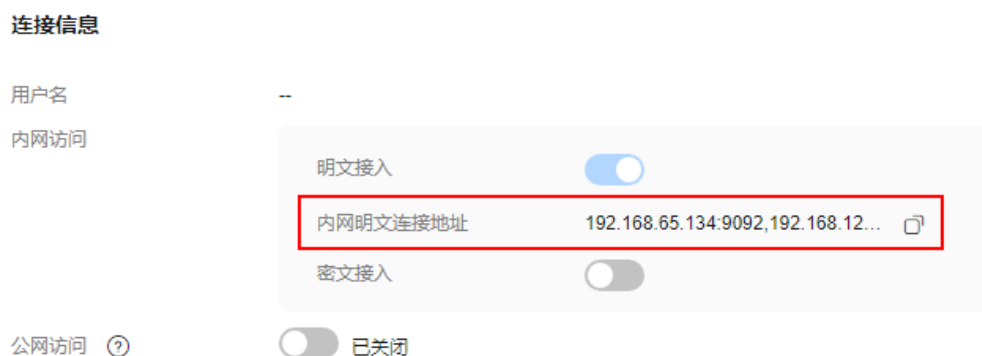 连接信息
用户名 --
内网访问
明文接入
内网明文连接地址 192.168.65.134:9092,192.168.12...
密文接入
公网访问 ? 已关闭